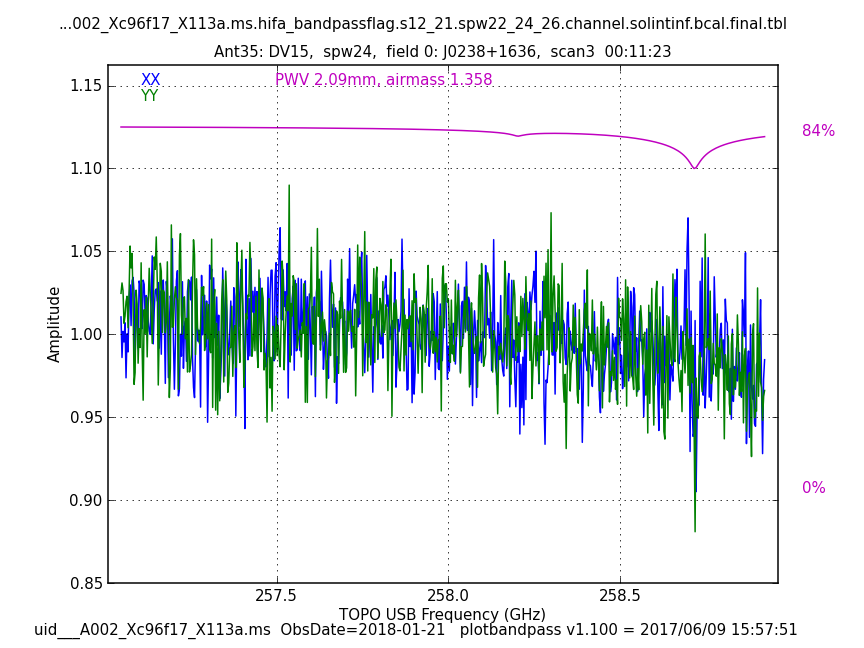 ...002_Xc96f17_X113a.ms.hifa_bandpassflag.s12_21.spw22_24_26.channel.solintinf.bcal.final.tbl
Ant35: DV15,  spw24,  field 0: J0238+1636,  scan3  00:11:23
XX
PWV 2.09mm, airmass 1.358
YY
1.15
1.10
1.05
1.00
0.95
0.90
0.85
Amplitude
84%
0%
257.5
258.0
258.5
TOPO USB Frequency (GHz)
uid___A002_Xc96f17_X113a.ms  ObsDate=2018-01-21   plotbandpass v1.100 = 2017/06/09 15:57:51